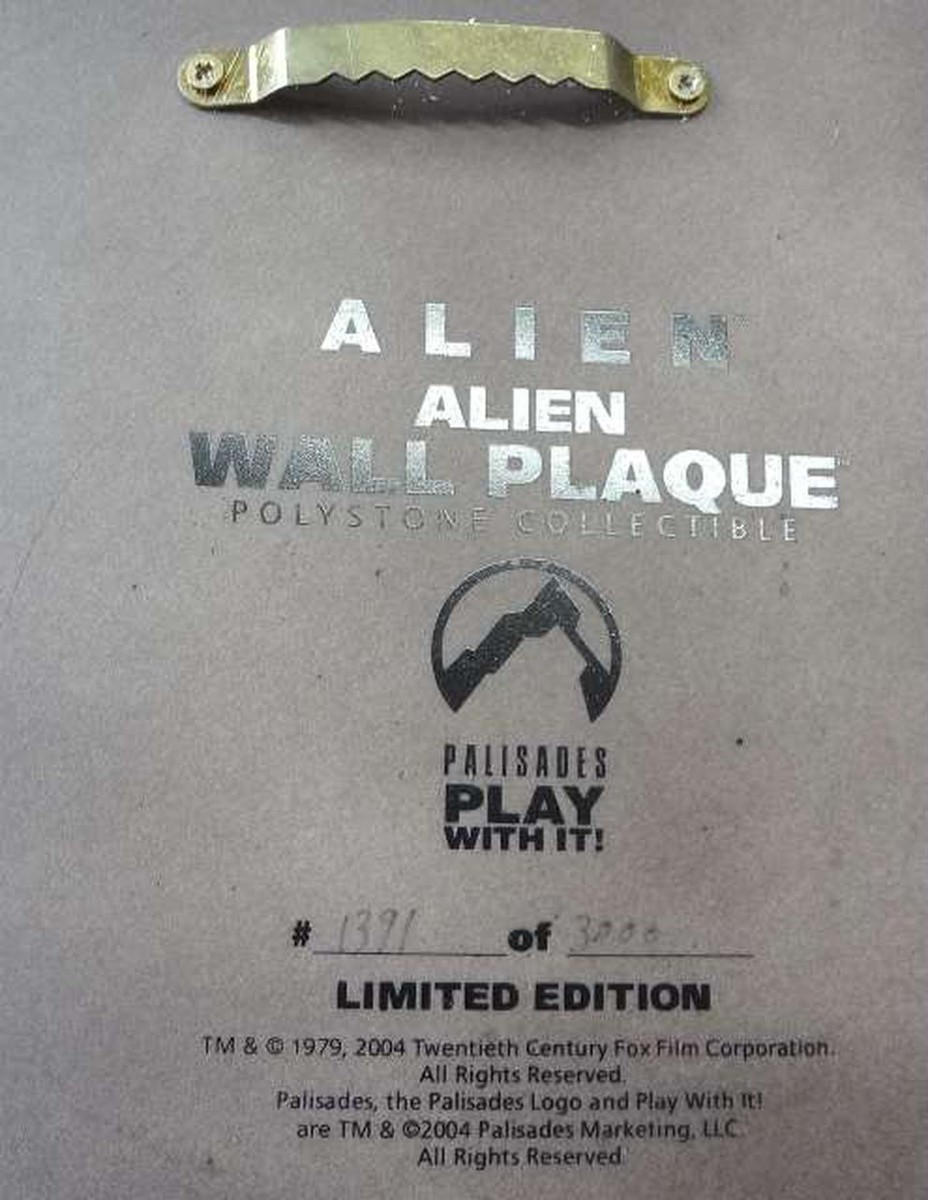 ALIEN™
ALIEN
WALL PLAQUE™
POLYSTONE COLLECTIBLE
PALISADES
PLAY
WITH IT!
# 1391 of 3000
LIMITED EDITION
TM & © 1979, 2004 Twentieth Century Fox Film Corporation.
All Rights Reserved.
Palisades, the Palisades Logo and Play With It!
are TM & ©2004 Palisades Marketing, LLC.
All Rights Reserved.